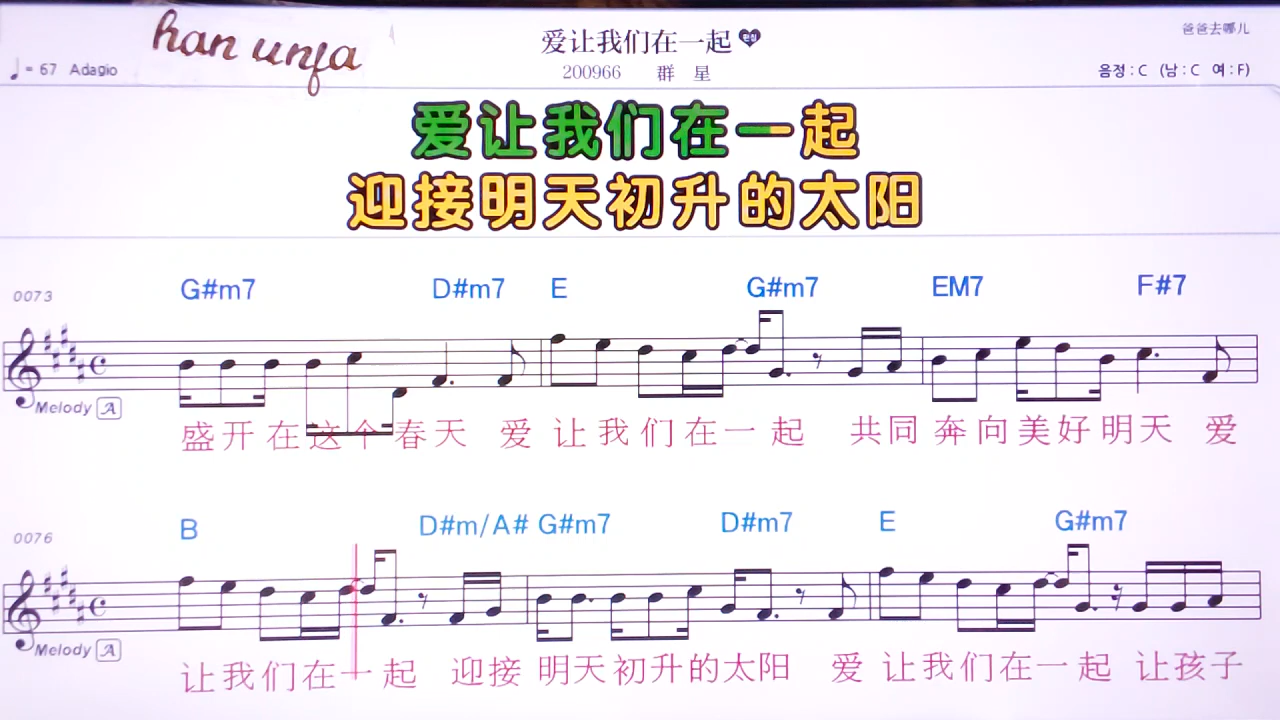 han unja
爱让我们在一起
爸爸去哪儿
♩= 67 Adagio
200966 群 星
음정 : C (남 : C 여 : F)
爱让我们在一起
迎接明天初升的太阳
0073
G#m7 D#m7 E G#m7 EM7 F#7
Melody A
盛开在这个春天 爱 让我们在一起 共同奔向美好明天 爱
0076
B D#m/A# G#m7 D#m7 E G#m7
Melody A
让我们在一起 迎接 明天初升的太阳 爱 让我们在一起 让孩子